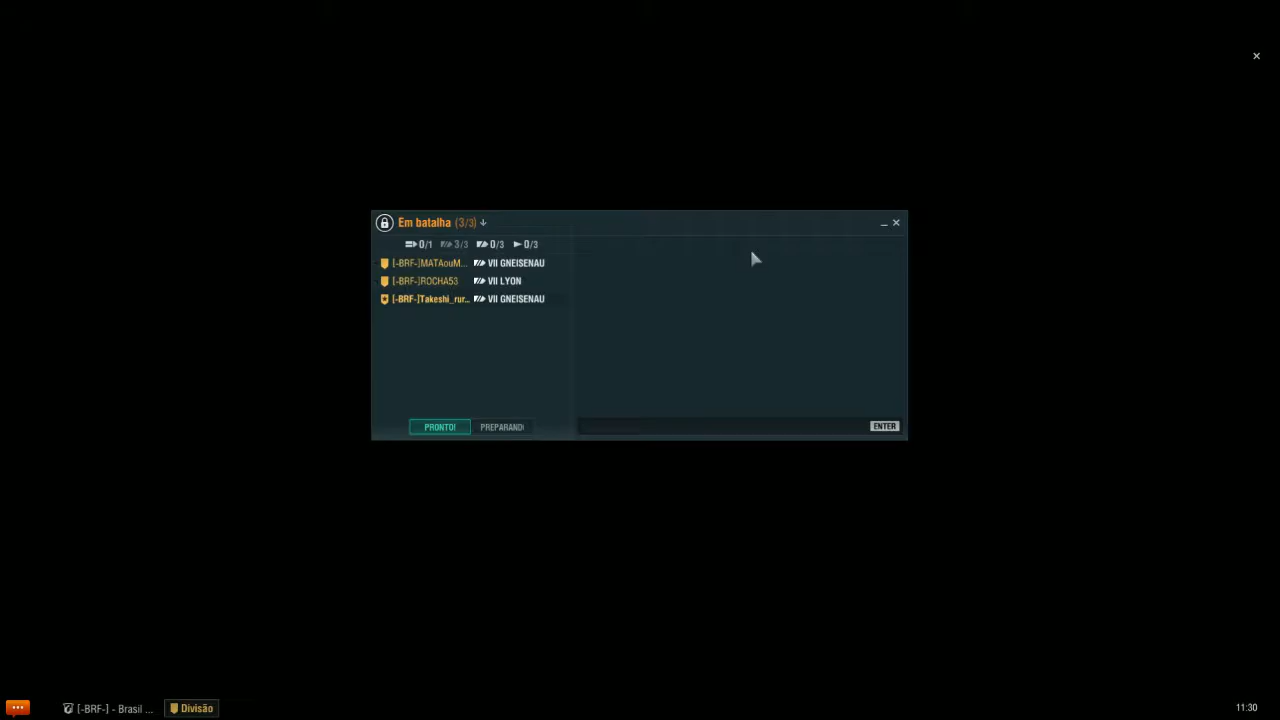 Em batalha (3/3)
0/1 3/3 0/3 0/3
[-BRF-]MATAouM... VII GNEISENAU
[-BRF-]ROCHA53 VII LYON
[-BRF-]Takeshi_rur... VII GNEISENAU
PRONTO! PREPARANDO
ENTER
[-BRF-] - Brasil ... Divisão
11:30